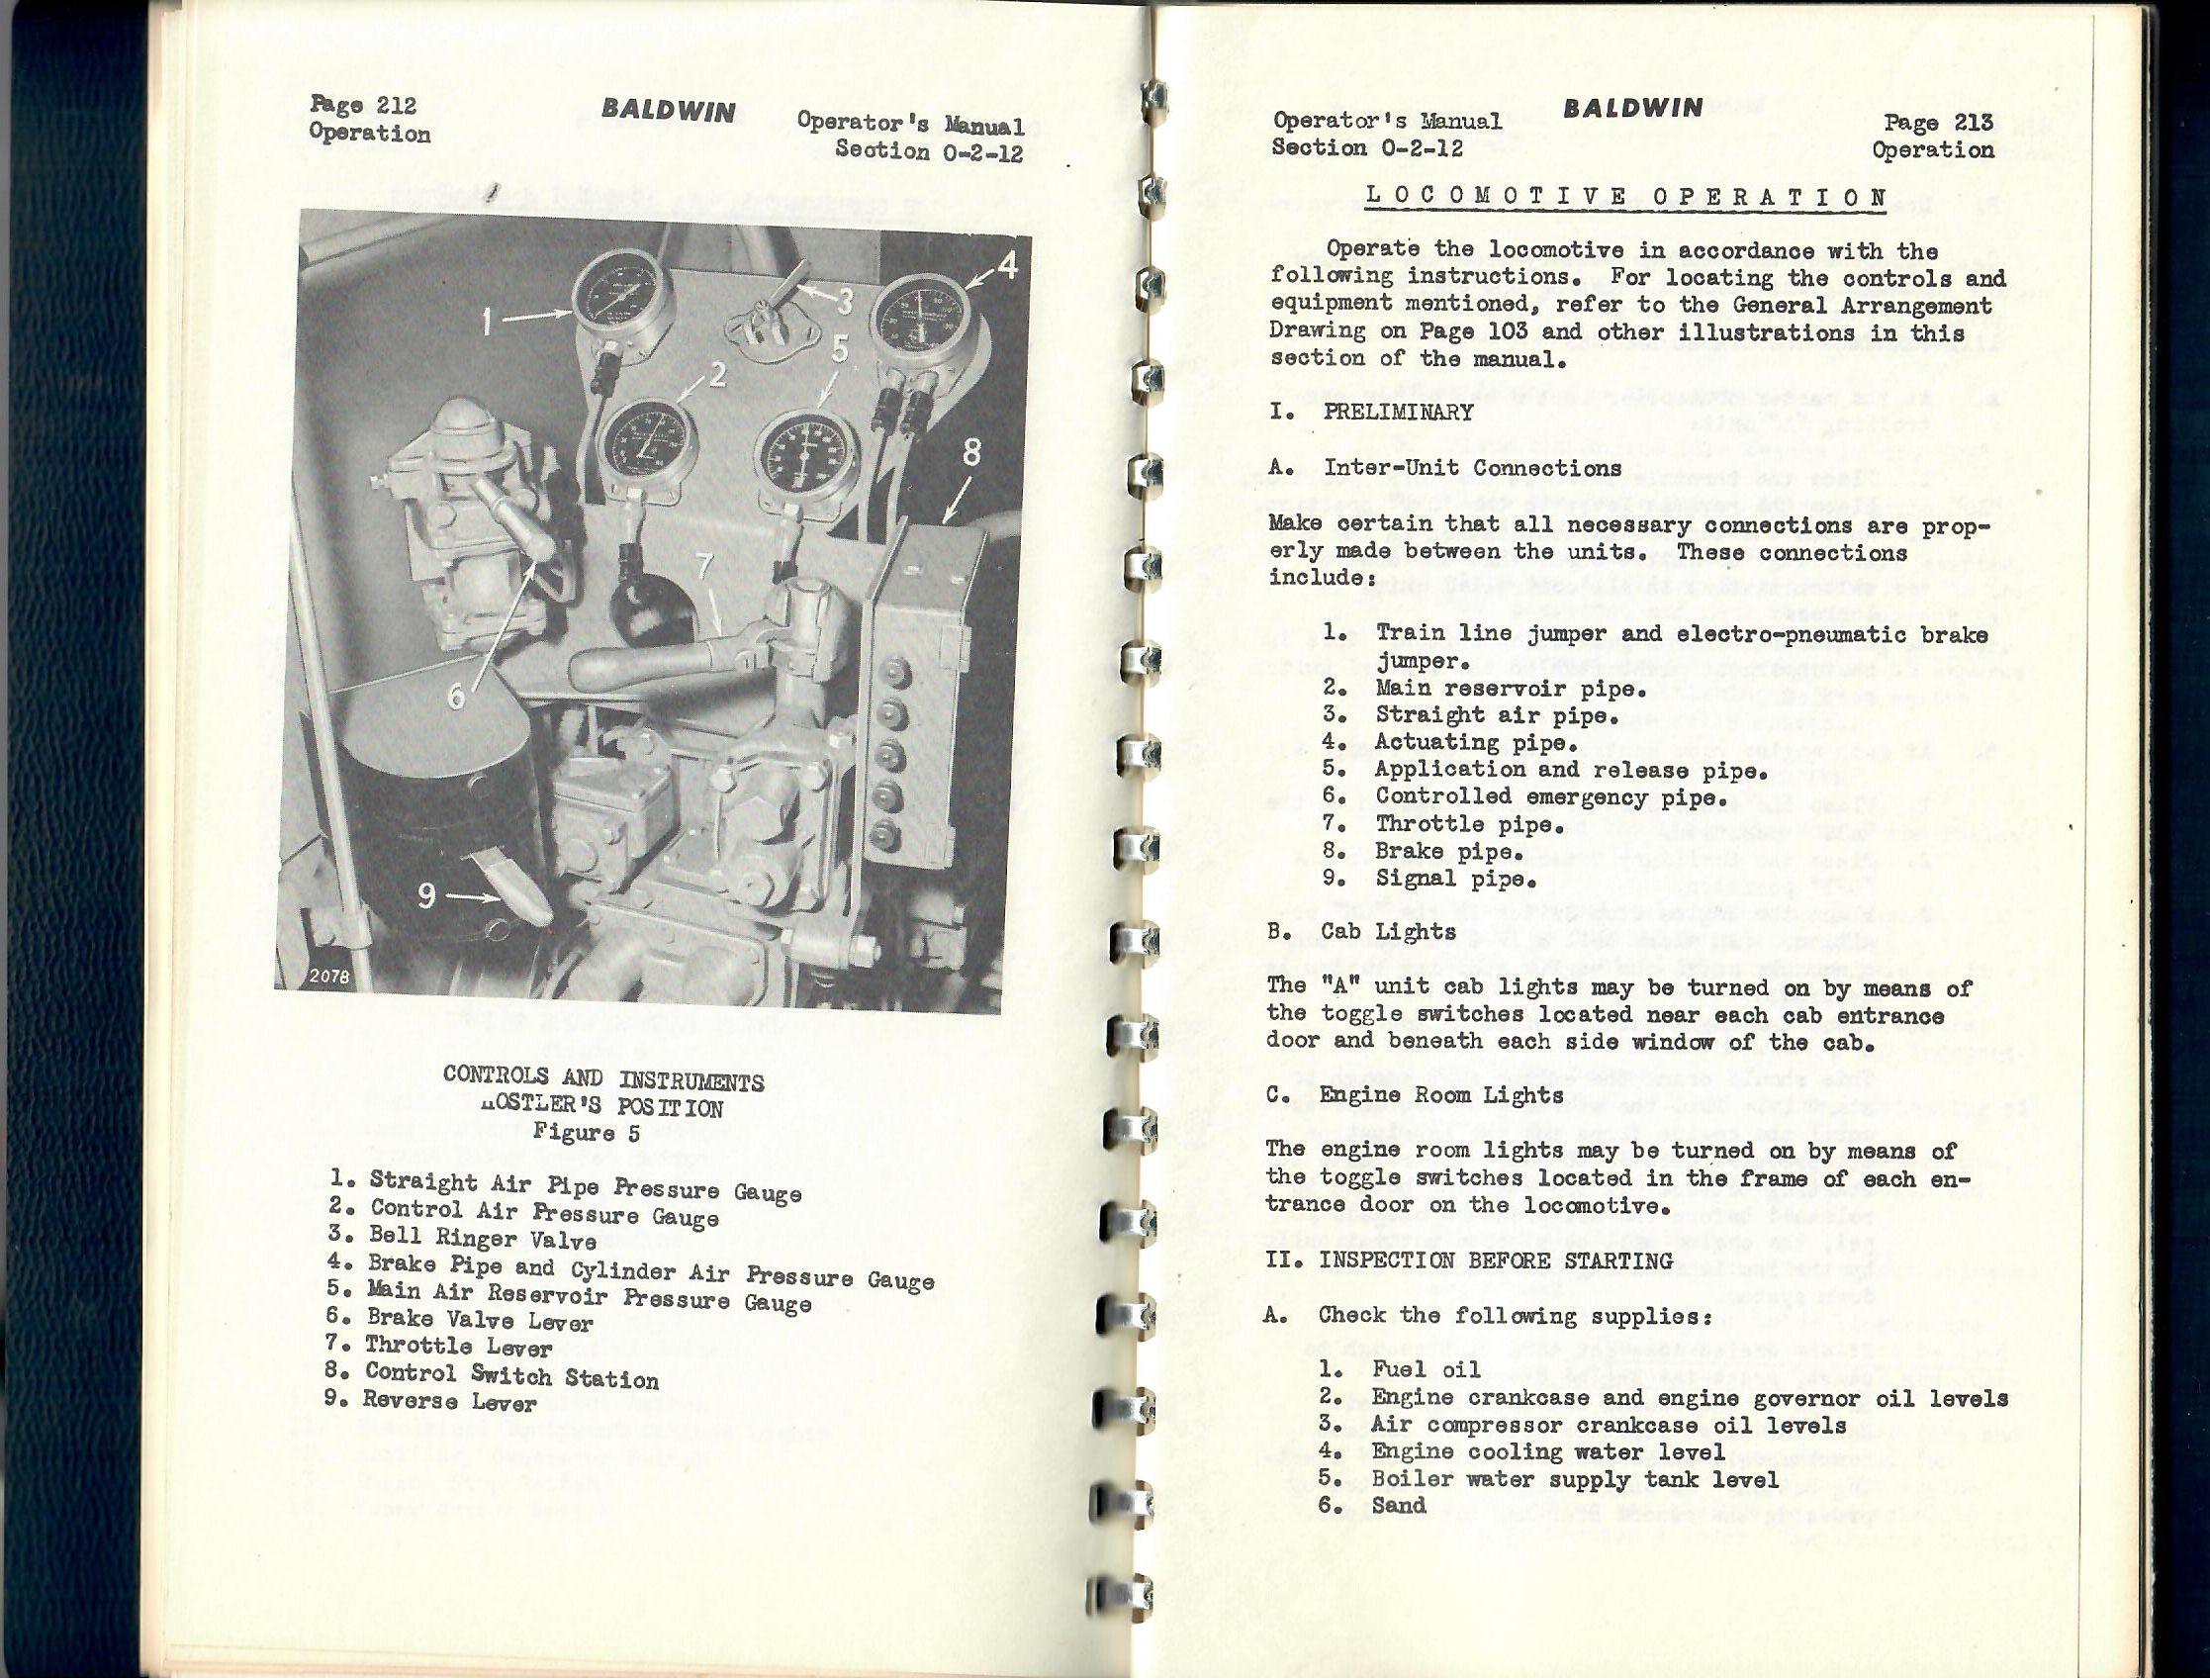 Page 212
Operation
BALDWIN
Operator's Manual
Section 0-2-12
1
2
3
4
5
6
7
8
9
2078
CONTROLS AND INSTRUMENTS
HOSTLER'S POSITION
Figure 5
1. Straight Air Pipe Pressure Gauge
2. Control Air Pressure Gauge
3. Bell Ringer Valve
4. Brake Pipe and Cylinder Air Pressure Gauge
5. Main Air Reservoir Pressure Gauge
6. Brake Valve Lever
7. Throttle Lever
8. Control Switch Station
9. Reverse Lever
Operator's Manual
Section 0-2-12
BALDWIN
Page 213
Operation
LOCOMOTIVE OPERATION
Operate the locomotive in accordance with the
following instructions. For locating the controls and
equipment mentioned, refer to the General Arrangement
Drawing on Page 103 and other illustrations in this
section of the manual.
I. PRELIMINARY
A. Inter-Unit Connections
Make certain that all necessary connections are prop-
erly made between the units. These connections
include:
1. Train line jumper and electro-pneumatic brake
jumper.
2. Main reservoir pipe.
3. Straight air pipe.
4. Actuating pipe.
5. Application and release pipe.
6. Controlled emergency pipe.
7. Throttle pipe.
8. Brake pipe.
9. Signal pipe.
B. Cab Lights
The "A" unit cab lights may be turned on by means of
the toggle switches located near each cab entrance
door and beneath each side window of the cab.
C. Engine Room Lights
The engine room lights may be turned on by means of
the toggle switches located in the frame of each en-
trance door on the locomotive.
II. INSPECTION BEFORE STARTING
A. Check the following supplies:
1. Fuel oil
2. Engine crankcase and engine governor oil levels
3. Air compressor crankcase oil levels
4. Engine cooling water level
5. Boiler water supply tank level
6. Sand